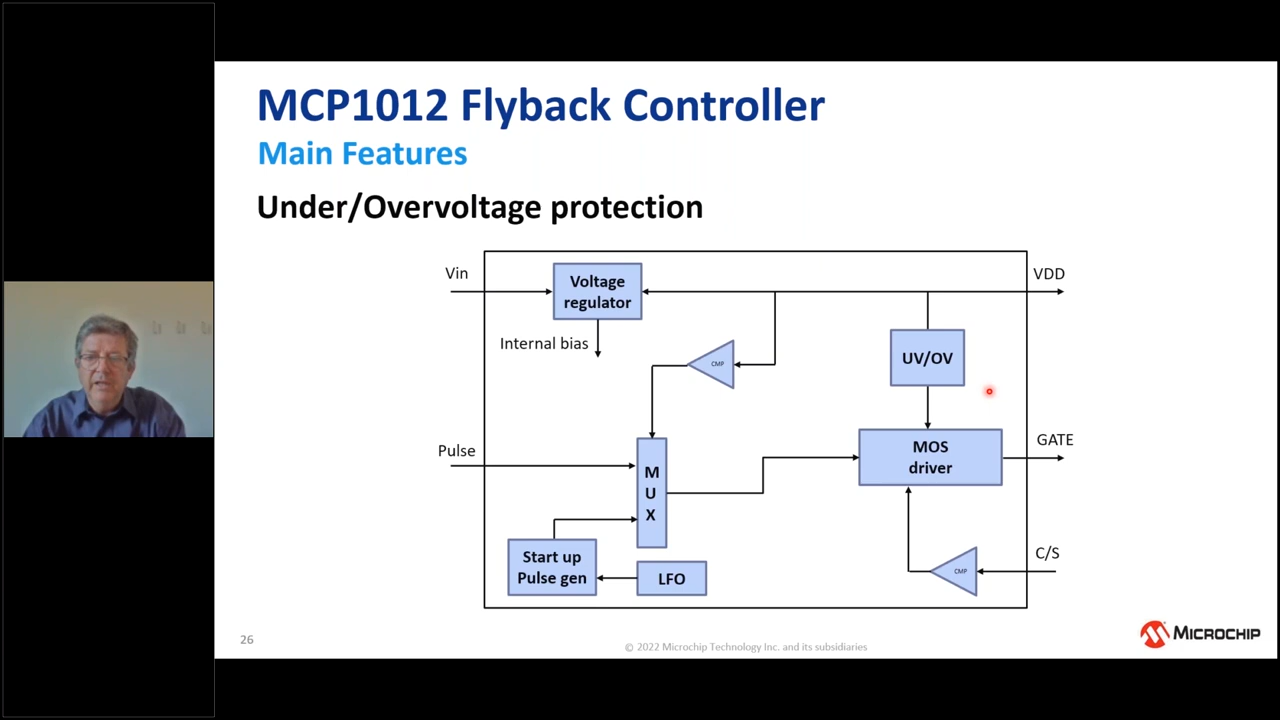 MCP1012 Flyback Controller
Main Features
Under/Overvoltage protection
Vin
Voltage
regulator
VDD
Internal bias
CMP
UV/OV
Pulse
M
U
X
MOS
driver
GATE
Start up
Pulse gen
LFO
CMP
C/S
26
© 2022 Microchip Technology Inc. and its subsidiaries
MICROCHIP